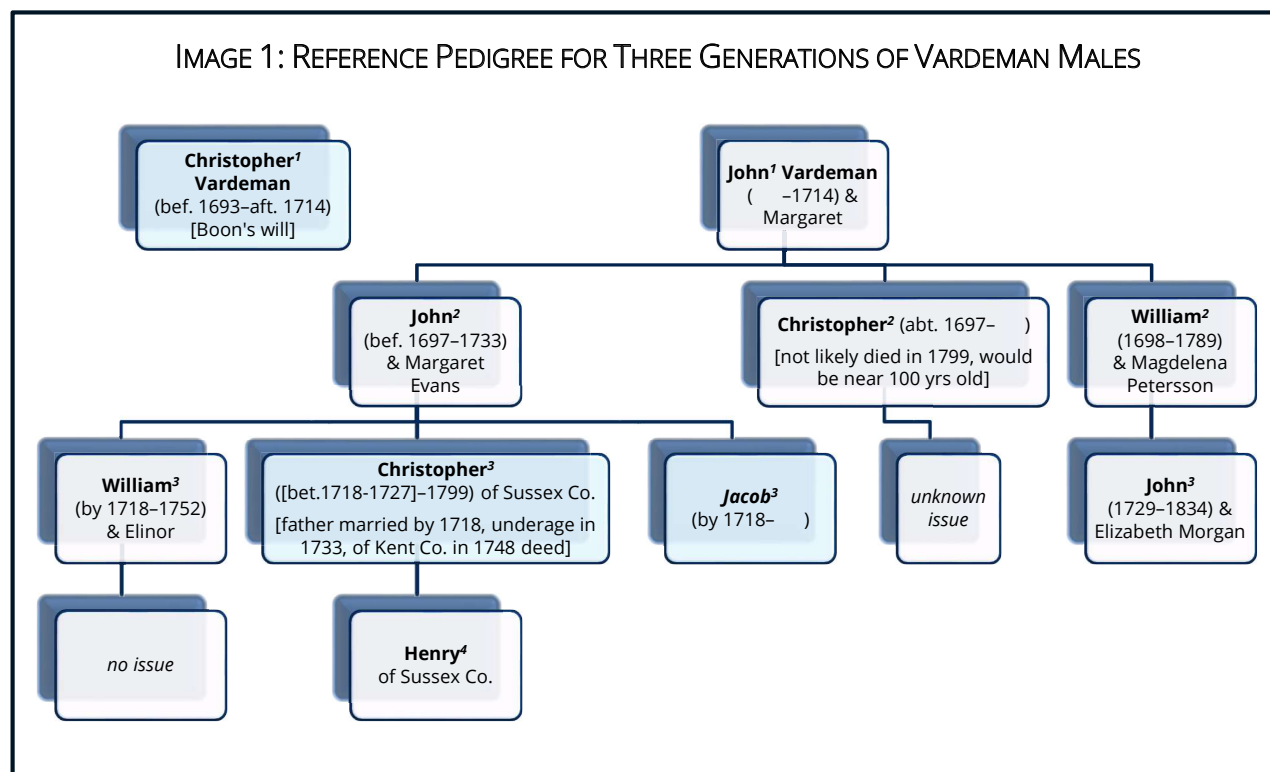 IMAGE 1: REFERENCE PEDIGREE FOR THREE GENERATIONS OF VARDEMAN MALES
Christopher¹
Vardeman
(bef. 1693–aft. 1714)
[Boon's will]
John¹ Vardeman
(    –1714) &
Margaret
John²
(bef. 1697–1733)
& Margaret
Evans
Christopher² (abt. 1697–    )
[not likely died in 1799, would
be near 100 yrs old]
William²
(1698–1789)
& Magdelena
Petersson
William³
(by 1718–1752)
& Elinor
Christopher³
([bet.1718-1727]–1799) of Sussex Co.
[father married by 1718, underage in
1733, of Kent Co. in 1748 deed]
Jacob³
(by 1718–    )
unknown
issue
John³
(1729–1834) &
Elizabeth Morgan
no issue
Henry⁴
of Sussex Co.